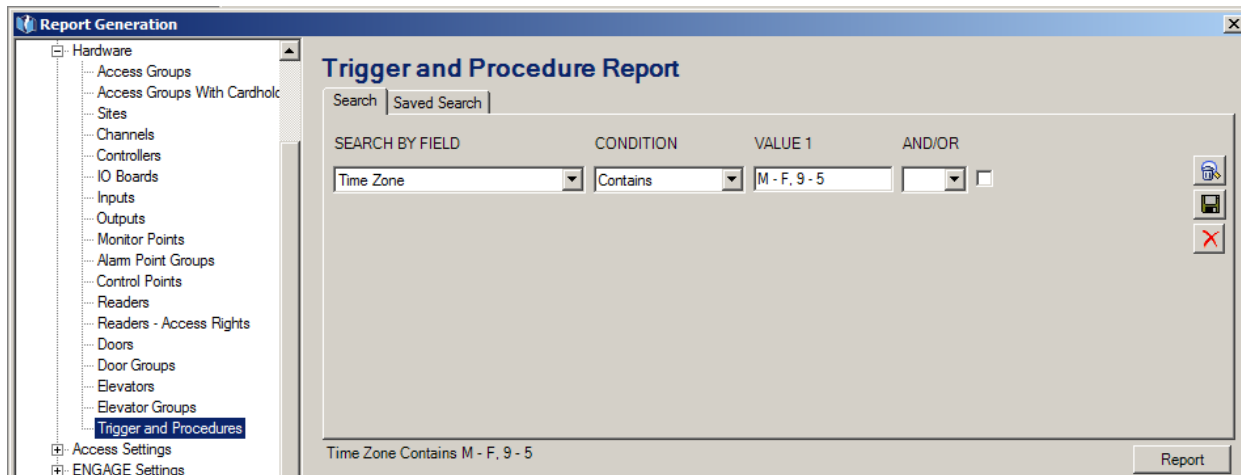 Report Generation
Hardware
Access Groups
Access Groups With Cardholc
Sites
Channels
Controllers
IO Boards
Inputs
Outputs
Monitor Points
Alarm Point Groups
Control Points
Readers
Readers - Access Rights
Doors
Door Groups
Elevators
Elevator Groups
Trigger and Procedures
Access Settings
ENGAGE Settings
Trigger and Procedure Report
Search Saved Search
SEARCH BY FIELD CONDITION VALUE 1 AND/OR
Time Zone Contains M - F, 9 - 5
Time Zone Contains M - F, 9 - 5
Report